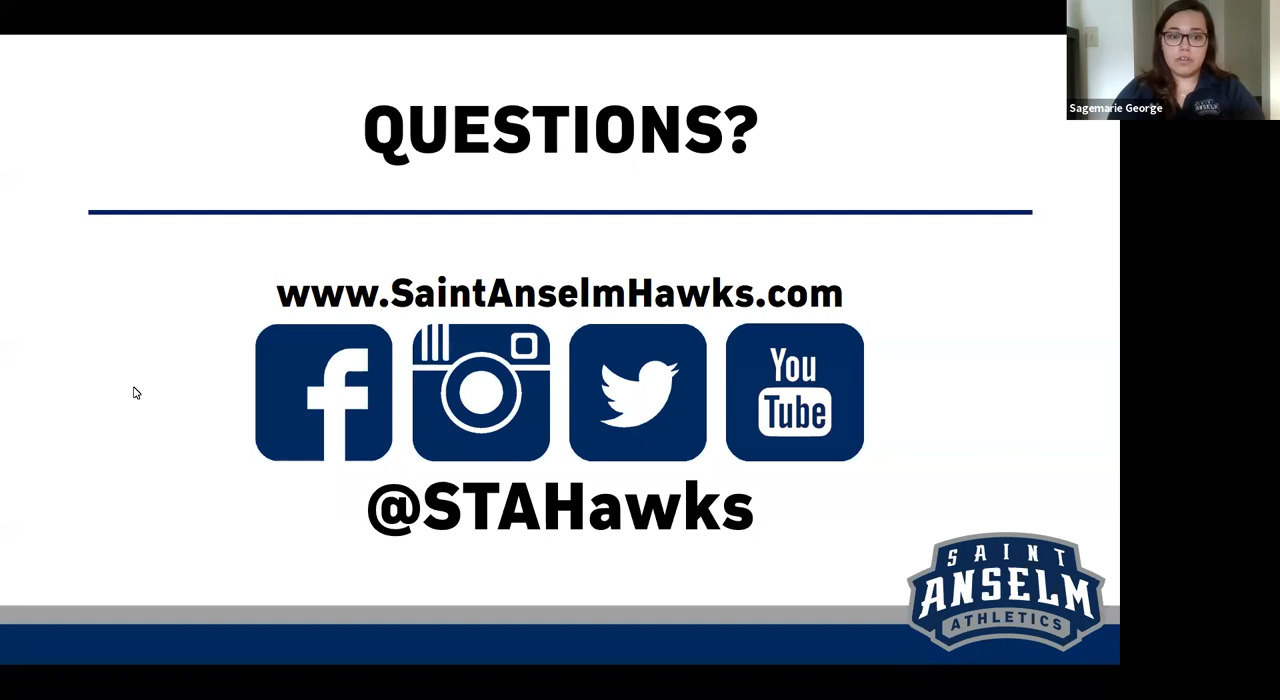 Sagemarie George
QUESTIONS?
www.SaintAnselmHawks.com
You
Tube
@STAHawks
SAINT
ANSELM
ATHLETICS